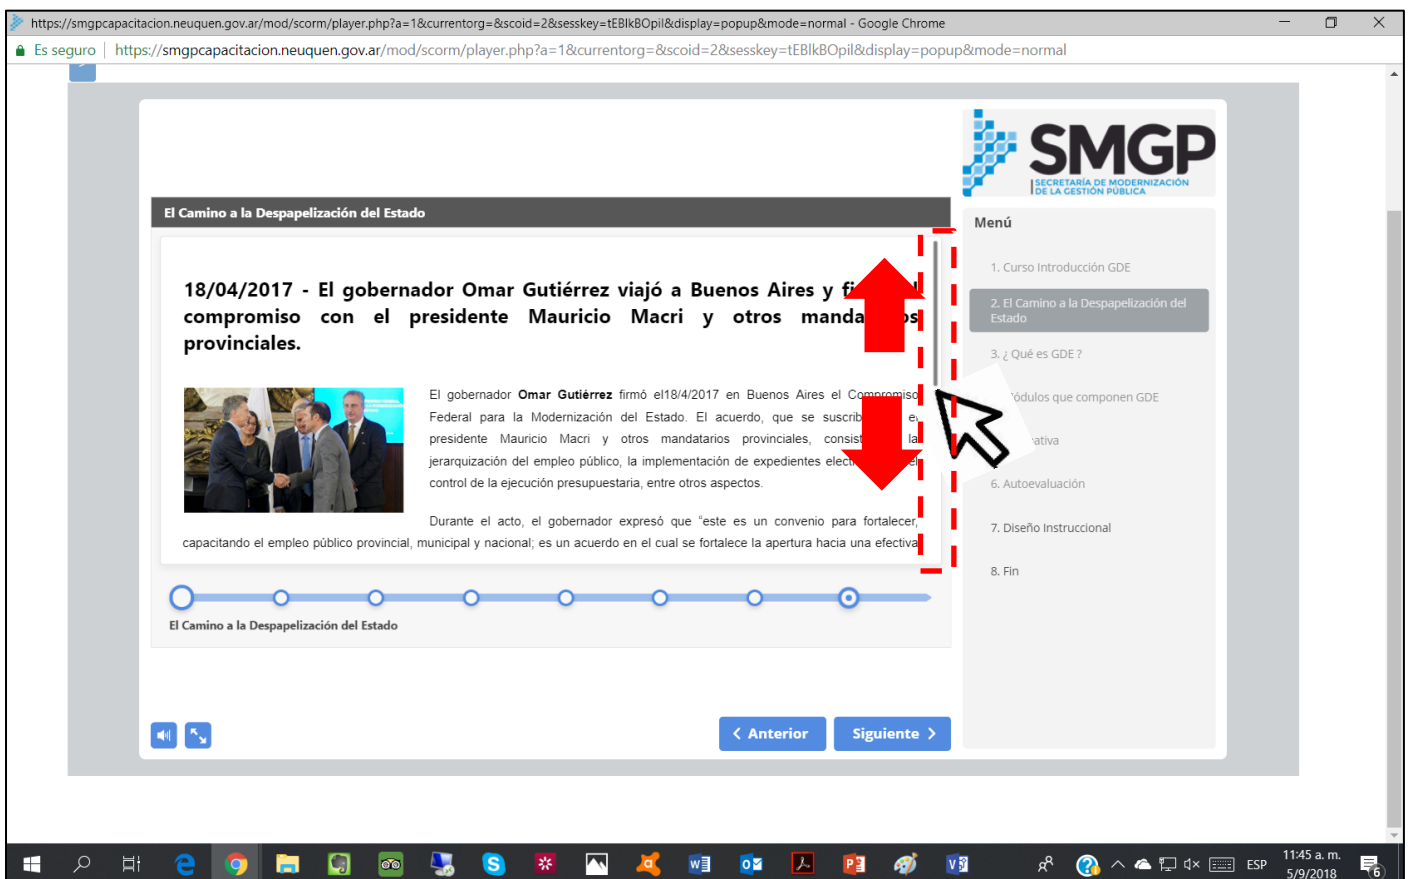 https://smgpcapacitacion.neuquen.gov.ar/mod/scorm/player.php?a=1&currentorg=&scoid=2&sesskey=tEBlkBOpil&display=popup&mode=normal - Google Chrome
Es seguro | https://smgpcapacitacion.neuquen.gov.ar/mod/scorm/player.php?a=1&currentorg=&scoid=2&sesskey=tEBlkBOpil&display=popup&mode=normal
SMGP
SECRETARÍA DE MODERNIZACIÓN
DE LA GESTIÓN PÚBLICA
El Camino a la Despapelización del Estado
18/04/2017 - El gobernador Omar Gutiérrez viajó a Buenos Aires y
compromiso con el presidente Mauricio Macri y otros
provinciales.
El gobernador Omar Gutiérrez firmó el18/4/2017 en Buenos Aires el Compromiso
Federal para la Modernización del Estado. El acuerdo, que se
presidente Mauricio Macri y otros mandatarios provinciales, la
jerarquización del empleo público, la implementación de expedientes
control de la ejecución presupuestaria, entre otros aspectos.
Durante el acto, el gobernador expresó que "este es un convenio para fortalecer,
capacitando el empleo público provincial, municipal y nacional; es un acuerdo en el cual se fortalece la apertura hacia una efectiva
El Camino a la Despapelización del Estado
Anterior
Siguiente
Menú
1. Curso Introducción GDE
2. El Camino a la Despapelización del
Estado
3. ¿ Qué es GDE ?
que componen GDE
6. Autoevaluación
7. Diseño Instruccional
8. Fin
ESP
11:45 a. m.
5/9/2018
6